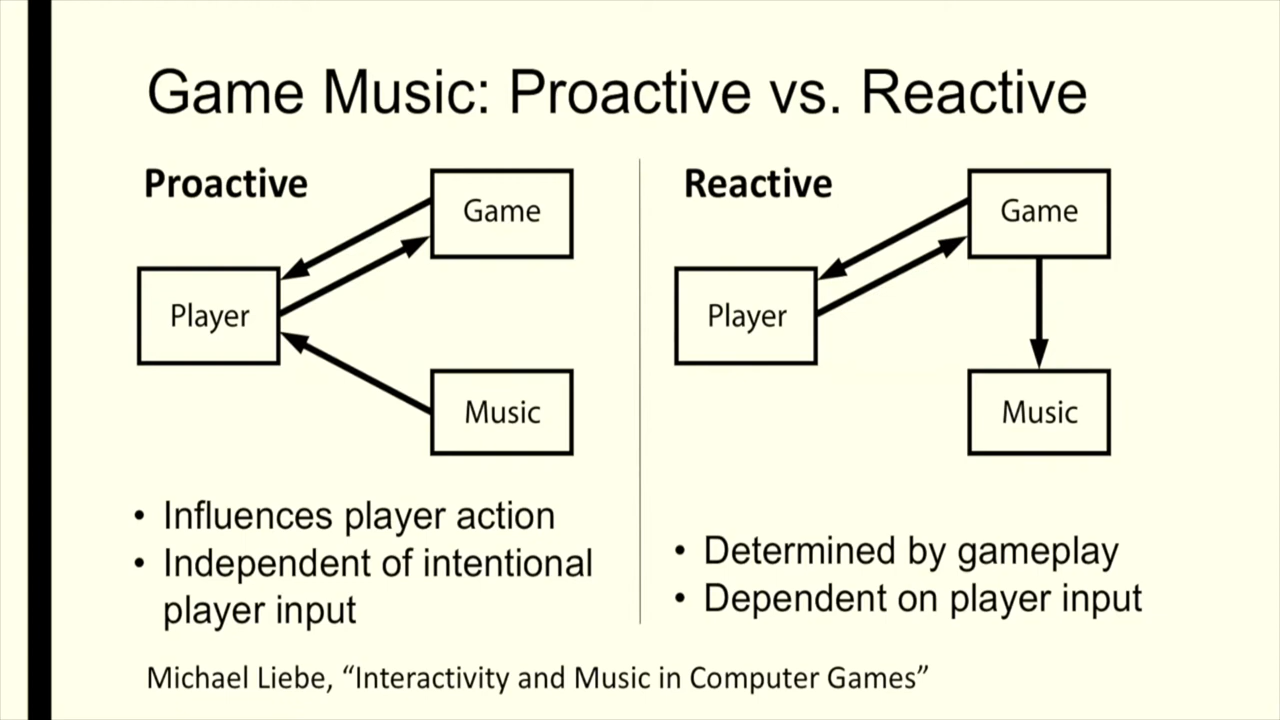 Game Music: Proactive vs. Reactive
Proactive
Game
Player
Music
• Influences player action
• Independent of intentional
player input
Reactive
Game
Player
Music
• Determined by gameplay
• Dependent on player input
Michael Liebe, “Interactivity and Music in Computer Games”